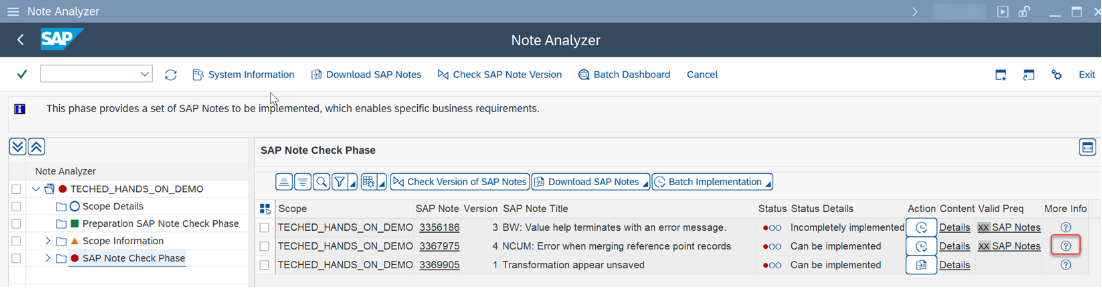 Note Analyzer
SAP Note Analyzer
System Information Download SAP Notes Check SAP Note Version Batch Dashboard Cancel Exit
This phase provides a set of SAP Notes to be implemented, which enables specific business requirements.
Note Analyzer
TECHED_HANDS_ON_DEMO
Scope Details
Preparation SAP Note Check Phase
Scope Information
SAP Note Check Phase
SAP Note Check Phase
Check Version of SAP Notes Download SAP Notes Batch Implementation
Scope SAP Note Version SAP Note Title Status Status Details Action Content Valid Preq More Info
TECHED_HANDS_ON_DEMO 3356186 3 BW: Value help terminates with an error message. Incompletely implemented Details XX SAP Notes
TECHED_HANDS_ON_DEMO 3367975 4 NCUM: Error when merging reference point records Can be implemented Details XX SAP Notes
TECHED_HANDS_ON_DEMO 3369905 1 Transformation appear unsaved Can be implemented Details